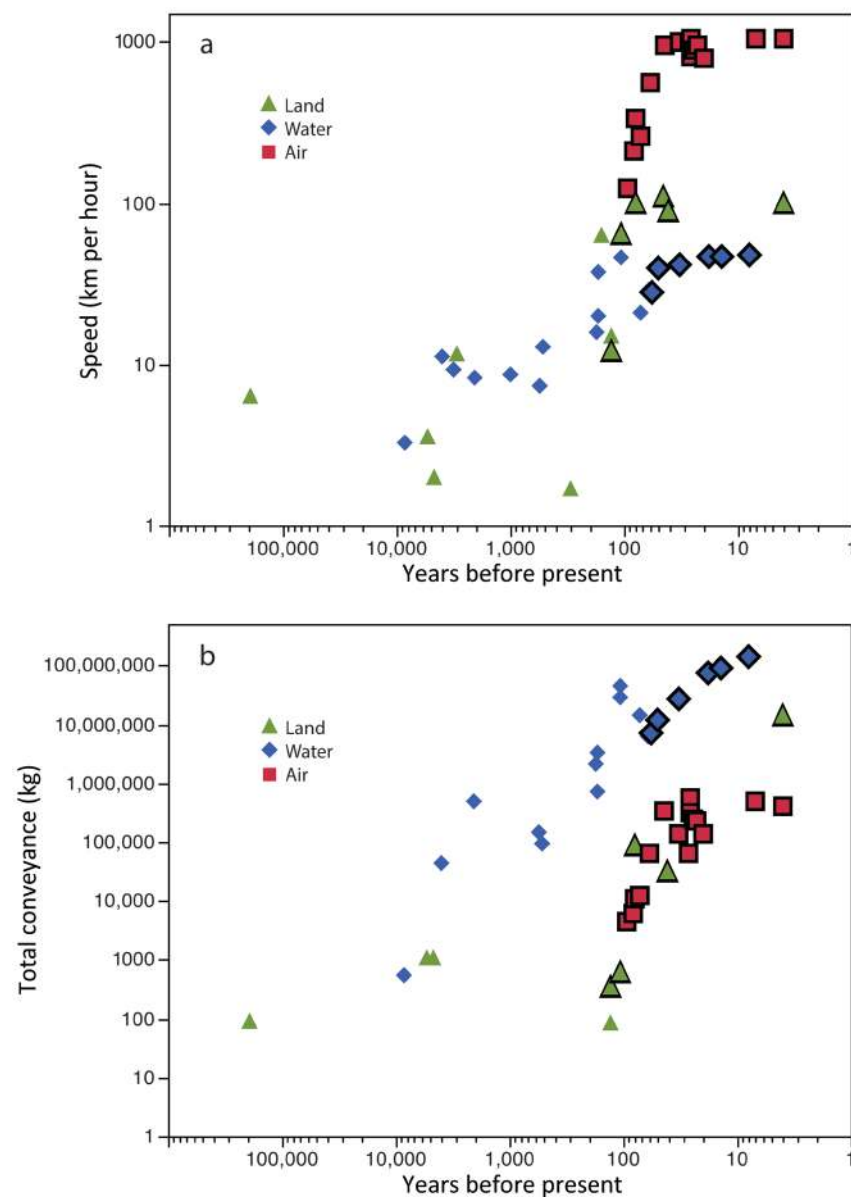 a
1000
100
10
1
Speed (km per hour)
Land
Water
Air
100,000 10,000 1,000 100 10 1
Years before present
b
100,000,000
10,000,000
1,000,000
100,000
10,000
1000
100
10
1
Total conveyance (kg)
Land
Water
Air
100,000 10,000 1,000 100 10 1
Years before present